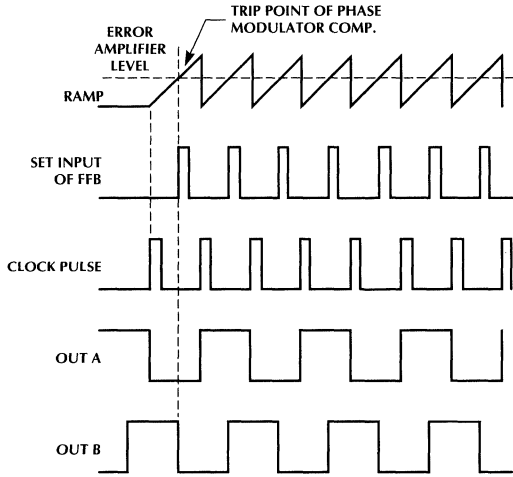 TRIP POINT OF PHASE
MODULATOR COMP.
ERROR
AMPLIFIER
LEVEL
RAMP
SET INPUT
OF FFB
CLOCK PULSE
OUT A
OUT B